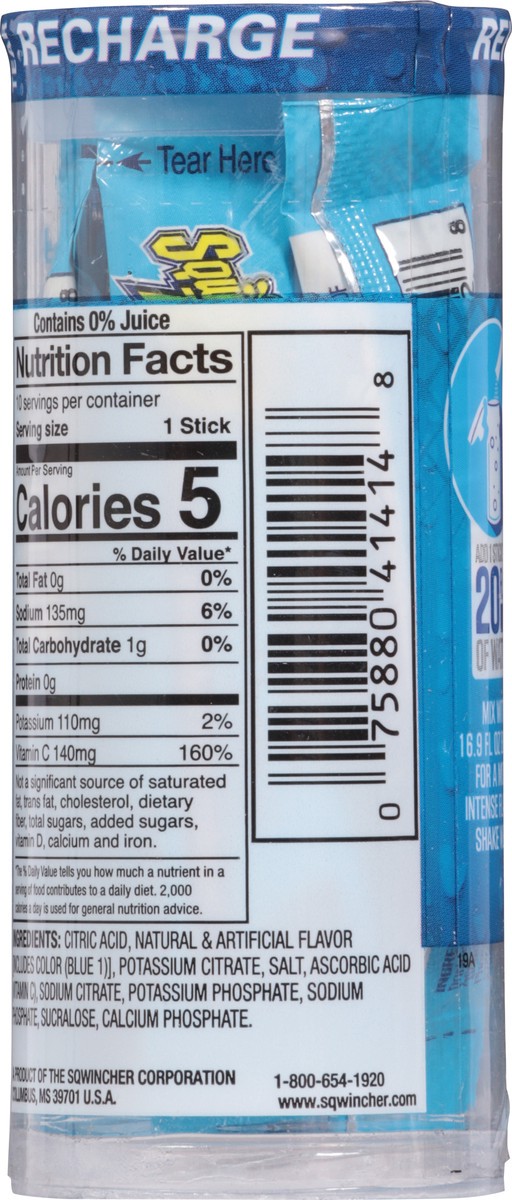 RECHARGE
← Tear Here
Contains 0% Juice
Nutrition Facts
10 servings per container
Serving size 1 Stick
Amount Per Serving
Calories 5
% Daily Value*
Total Fat 0g 0%
Sodium 135mg 6%
Total Carbohydrate 1g 0%
Protein 0g
Potassium 110mg 2%
Vitamin C 140mg 160%
Not a significant source of saturated
fat, trans fat, cholesterol, dietary
fiber, total sugars, added sugars,
vitamin D, calcium and iron.
*The % Daily Value tells you how much a nutrient in a
serving of food contributes to a daily diet. 2,000
calories a day is used for general nutrition advice.
INGREDIENTS: CITRIC ACID, NATURAL & ARTIFICIAL FLAVOR
[INCLUDES COLOR (BLUE 1)], POTASSIUM CITRATE, SALT, ASCORBIC ACID
(VITAMIN C), SODIUM CITRATE, POTASSIUM PHOSPHATE, SODIUM
PHOSPHATE, SUCRALOSE, CALCIUM PHOSPHATE.
A PRODUCT OF THE SQWINCHER CORPORATION
COLUMBUS, MS 39701 U.S.A.
1-800-654-1920
www.sqwincher.com
0 75880 41414 8
ADD 1 STICK
20
OF WA
MIX W
16.9 FL OZ
FOR A M
INTENSE F
SHAKE
19A